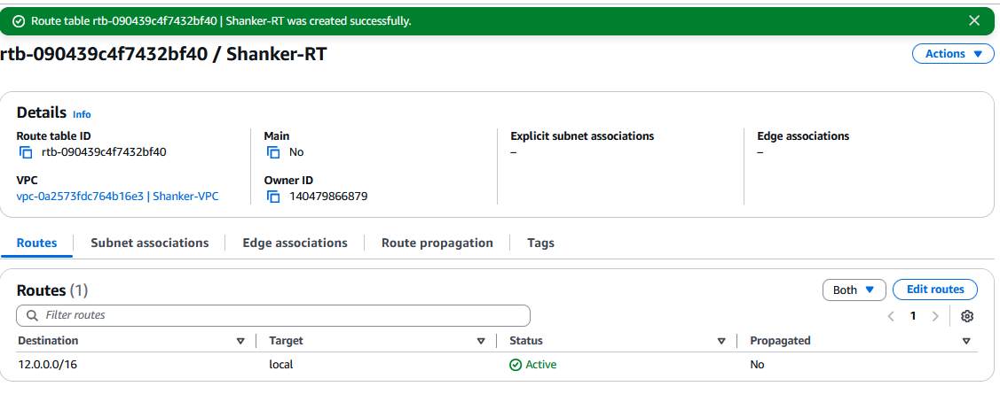 Route table rtb-090439c4f7432bf40 | Shanker-RT was created successfully.
rtb-090439c4f7432bf40 / Shanker-RT
Actions
Details Info
Route table ID
rtb-090439c4f7432bf40
Main
No
Explicit subnet associations
–
Edge associations
–
VPC
vpc-0a2573fdc764b16e3 | Shanker-VPC
Owner ID
140479866879
Routes
Subnet associations
Edge associations
Route propagation
Tags
Routes (1)
Both
Edit routes
Filter routes
1
Destination Target Status Propagated
12.0.0.0/16 local Active No